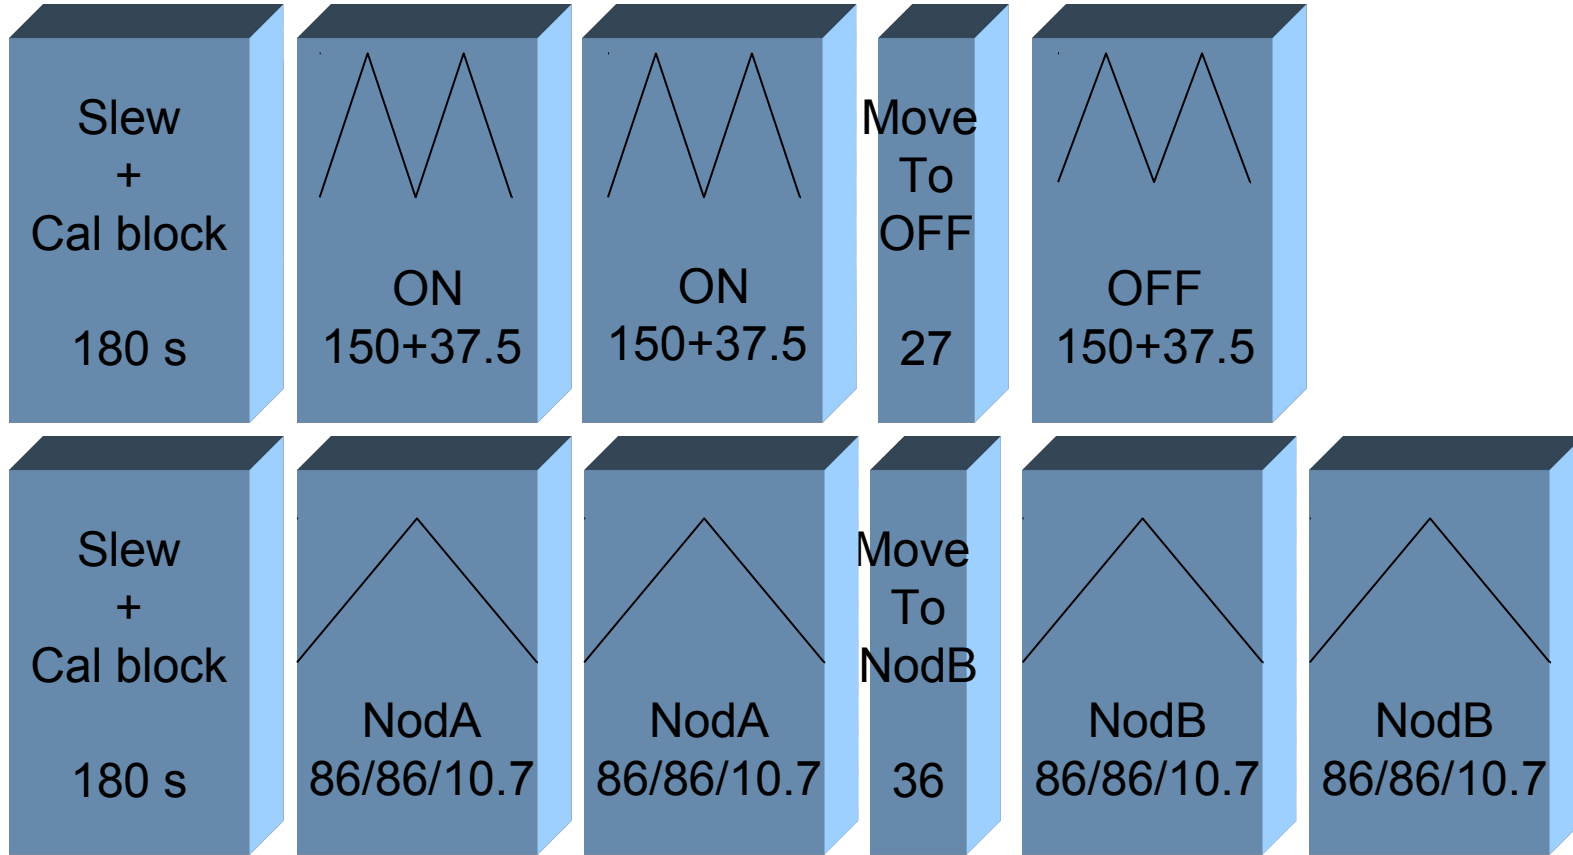 Slew
+
Cal block
180 s
ON
150+37.5
ON
150+37.5
Move
To
OFF
27
OFF
150+37.5
Slew
+
Cal block
180 s
NodA
86/86/10.7
NodA
86/86/10.7
Move
To
NodB
36
NodB
86/86/10.7
NodB
86/86/10.7